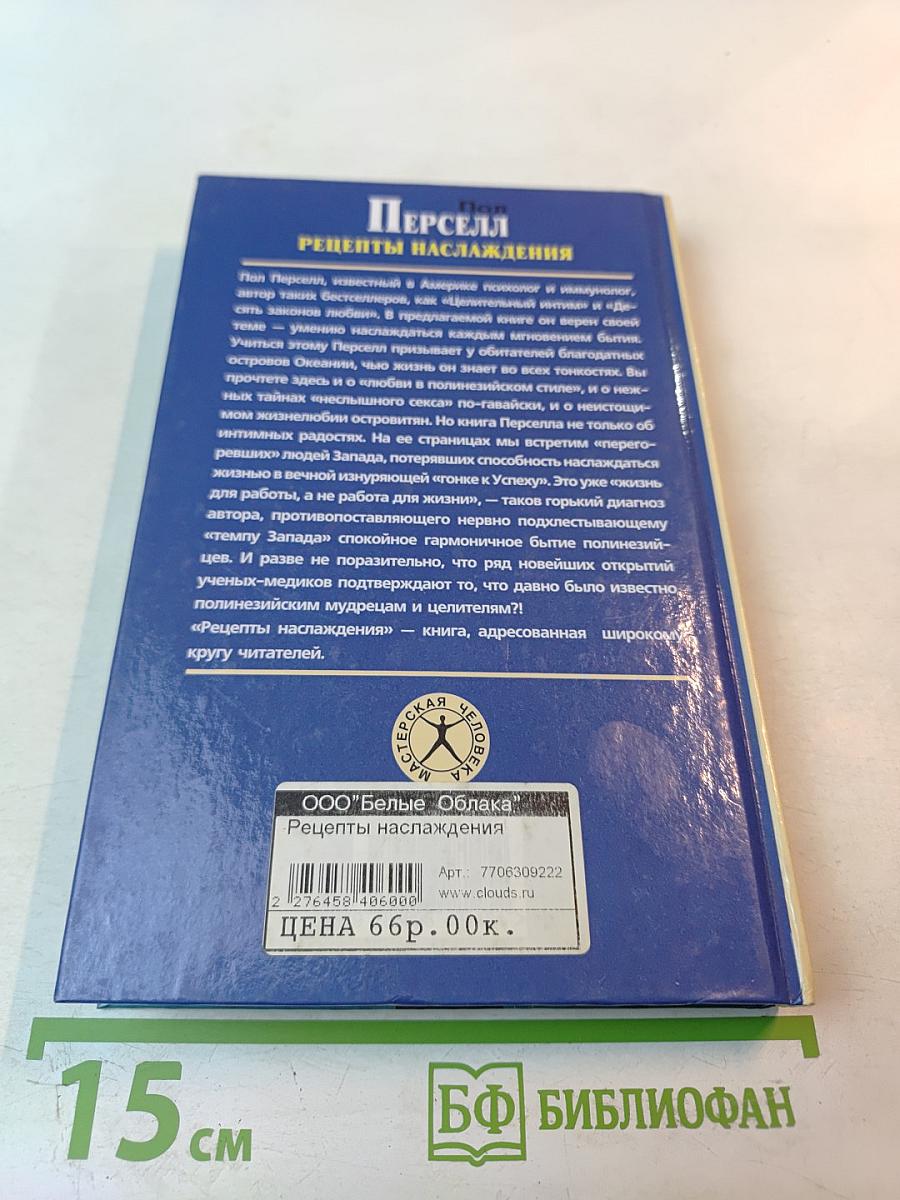 Пол
ПЕРСЕЛЛ
РЕЦЕПТЫ НАСЛАЖДЕНИЯ
Пол Перселл, известный в Америке психолог и иммунолог,
автор таких бестселлеров, как «Целительный интим» и «Де-
сять законов любви». В предлагаемой книге он верен своей
теме — умению наслаждаться каждым мгновением бытия.
Учиться этому Перселл призывает у обитателей благодатных
островов Океании, чью жизнь он знает во всех тонкостях. Вы
прочтете здесь и о «любви в полинезийском стиле», и о неж-
ных тайнах «неслышного секса» по-гавайски, и о неистощи-
мом жизнелюбии островитян. Но книга Перселла не только об
интимных радостях. На ее страницах мы встретим «перего-
ревших» людей Запада, потерявших способность наслаждаться
жизнью в вечной изнуряющей «гонке к Успеху». Это уже «жизнь
для работы, а не работа для жизни», — таков горький диагноз
автора, противопоставляющего нервно подхлестывающему
«темпу Запада» спокойное гармоничное бытие полинезий-
цев. И разве не поразительно, что ряд новейших открытий
ученых-медиков подтверждают то, что давно было известно
полинезийским мудрецам и целителям?!
«Рецепты наслаждения» — книга, адресованная широкому
кругу читателей.
МАСТЕРСКАЯ ЧЕЛОВЕКА
ООО"Белые Облака"
Рецепты наслаждения
Арт.: 7706309222
www.clouds.ru
2 276458 406000
ЦЕНА 66р.00к.
15 см
БФ БИБЛИОФАН